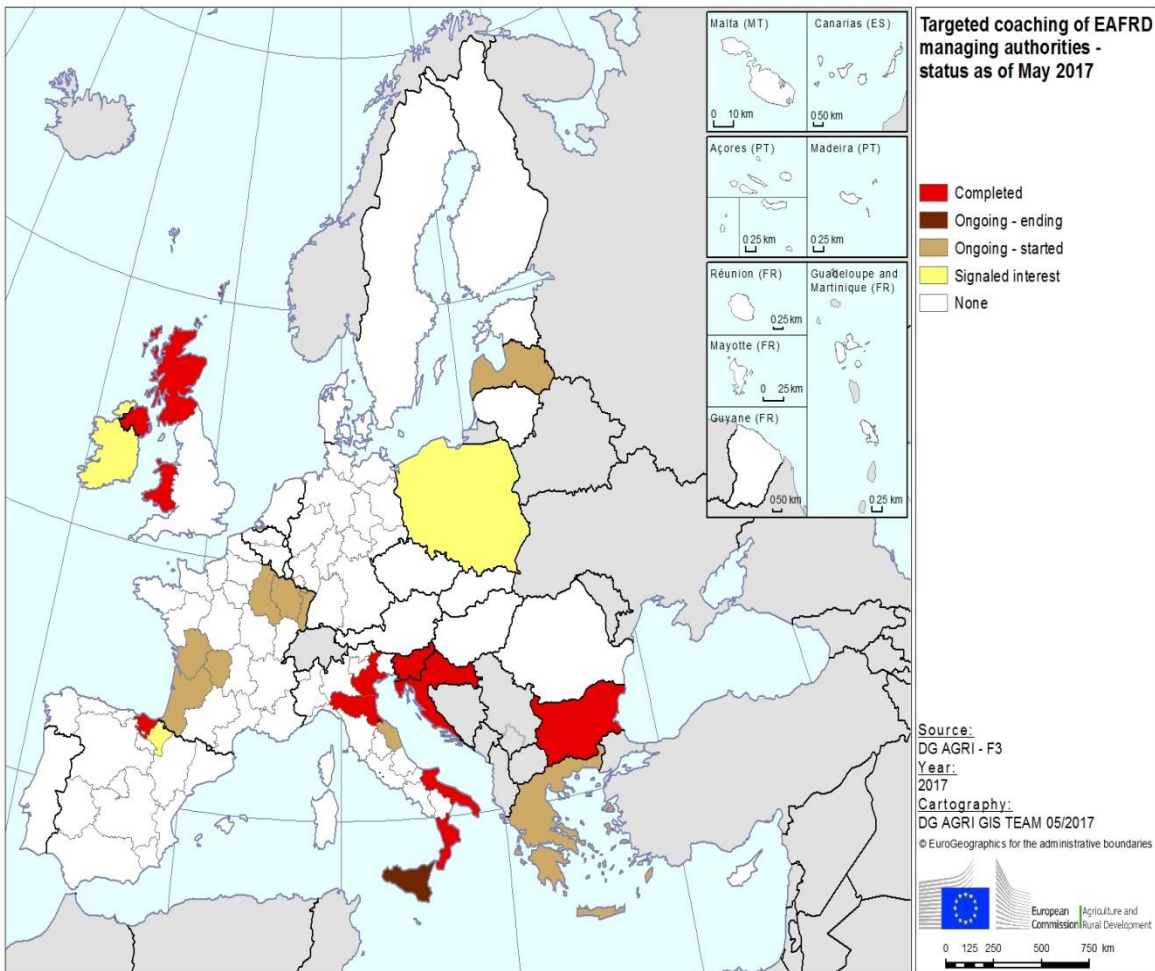 Targeted coaching of EAFRD
managing authorities -
status as of May 2017
Malta (MT)
0 10 km
Canarias (ES)
0 50 km
Açores (PT)
0 25 km
Madeira (PT)
0 25 km
Réunion (FR)
0 25 km
Guadeloupe and
Martinique (FR)
0 25 km
Mayotte (FR)
0 25 km
Guyane (FR)
0 50 km
Completed
Ongoing - ending
Ongoing - started
Signaled interest
None
Source:
DG AGRI - F3
Year:
2017
Cartography:
DG AGRI GIS TEAM 05/2017
© EuroGeographics for the administrative boundaries
European
Commission
Agriculture and
Rural Development
0 125 250 500 750 km